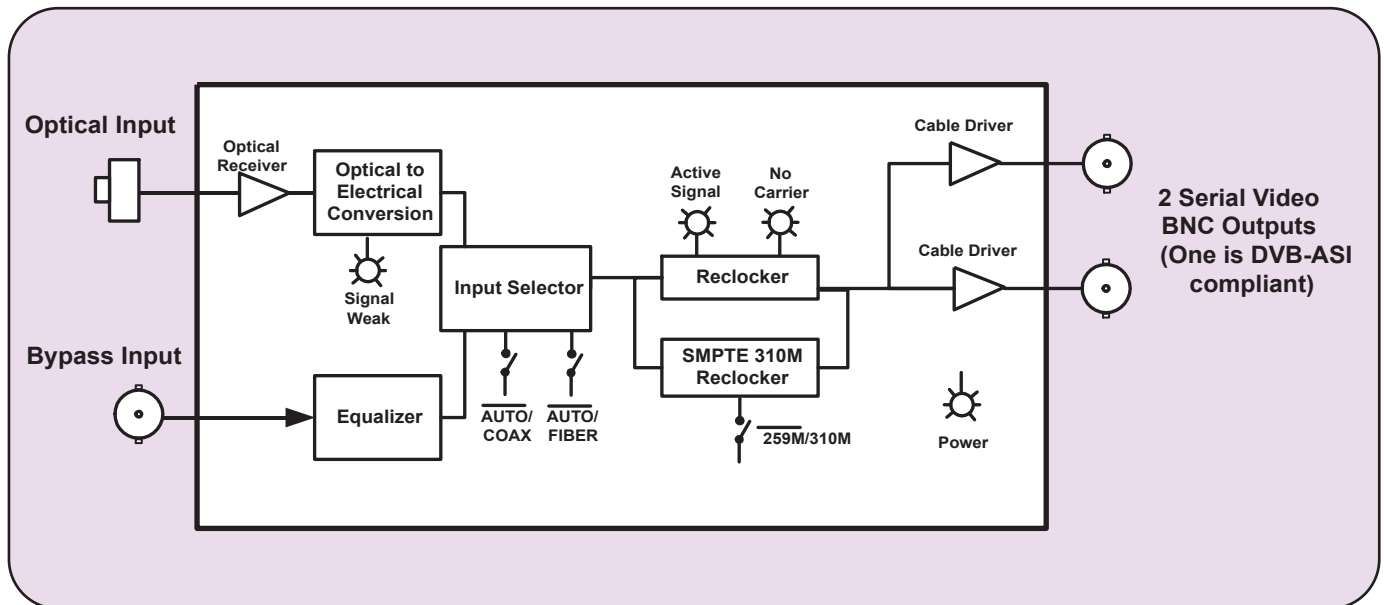 Optical Input
Optical
Receiver
Optical to
Electrical
Conversion
Signal
Weak
Bypass Input
Equalizer
Input Selector
AUTO/
COAX
AUTO/
FIBER
Active
Signal
No
Carrier
Reclocker
SMPTE 310M
Reclocker
259M/310M
Cable Driver
Cable Driver
Power
2 Serial Video
BNC Outputs
(One is DVB-ASI
compliant)